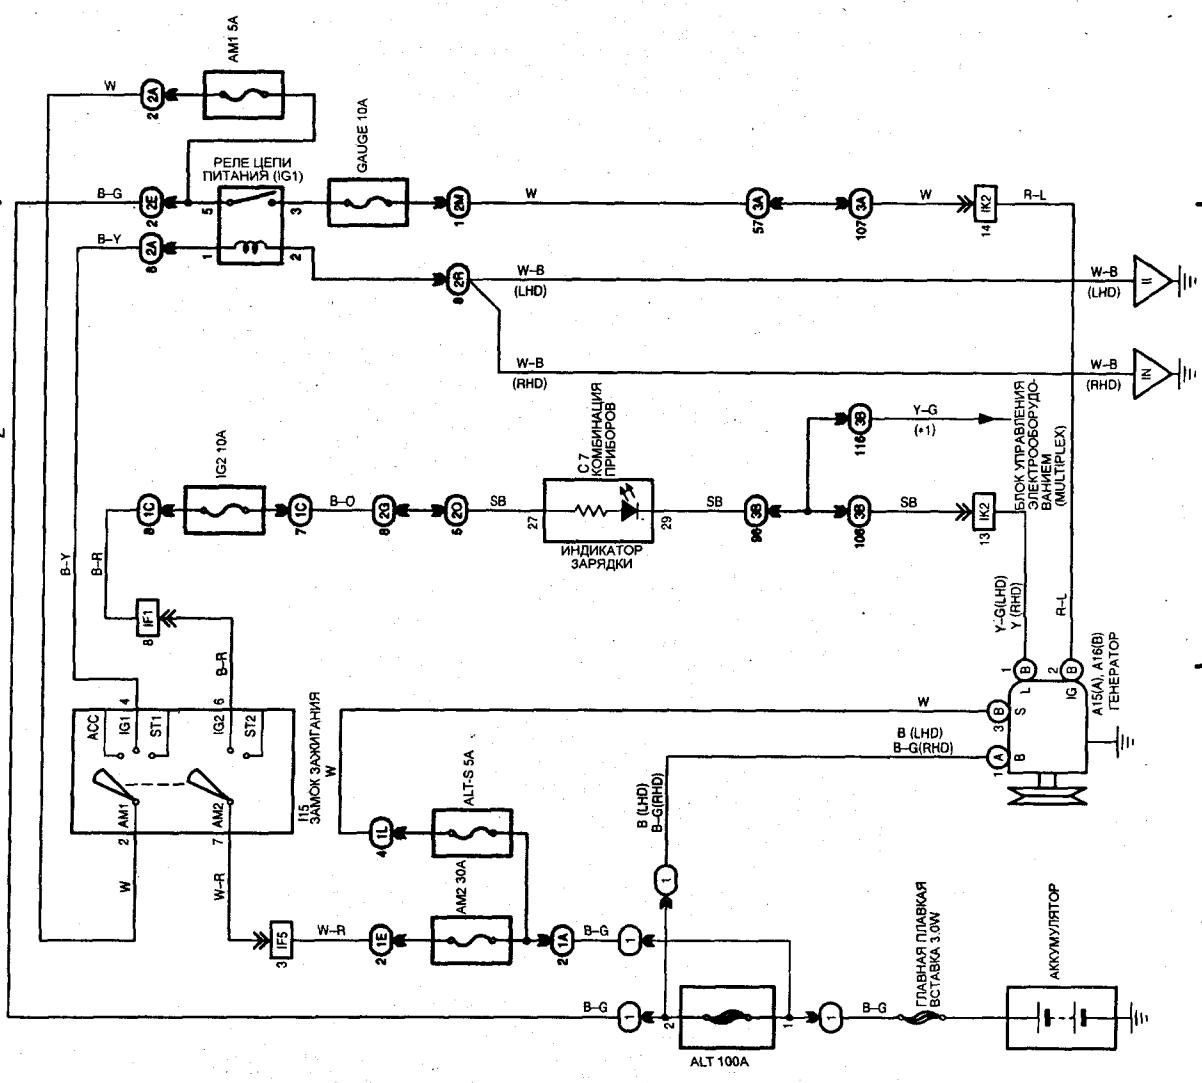 AM1 5A
W
2
2A
РЕЛЕ ЦЕПИ
ПИТАНИЯ (IG1)
GAUGE 10A
B–G
2
2E
5
3
1
2M
W
57
3A
107
3A
W
14
IK2
R–L
B–Y
8
2A
1
2
8
2R
W–B
(LHD)
W–B
(LHD)
II
W–B
(RHD)
W–B
(RHD)
IN
IG2 10A
8
1C
7
1C
B–O
8
2G
5
2O
SB
27
C7
КОМБИНАЦИЯ
ПРИБОРОВ
29
ИНДИКАТОР
ЗАРЯДКИ
SB
96
3B
116
3B
Y–G
(*1)
106
3B
SB
13
IK2
БЛОК УПРАВЛЕНИЯ
ЭЛЕКТРООБОРУДО-
ВАНИЕМ
(MULTIPLEX)
B–Y
B–R
8
IF1
B–R
Y–G(LHD)
Y (RHD)
R–L
4
6
ACC
IG1
ST1
IG2
ST2
AM1
AM2
2
7
I15
ЗАМОК ЗАЖИГАНИЯ
W
W–R
W
W
1
B
2
B
L
IG
3
B
S
1
A
B
A15(A), A16(B)
ГЕНЕРАТОР
B (LHD)
B–G(RHD)
B (LHD)
B–G(RHD)
ALT-S 5A
4
1L
AM2 30A
3
IF5
W–R
2
1E
2
1A
B–G
1
1
B–G
1
2
1
ALT 100A
1
B–G
ГЛАВНАЯ ПЛАВКАЯ
ВСТАВКА 3.0W
АККУМУЛЯТОР